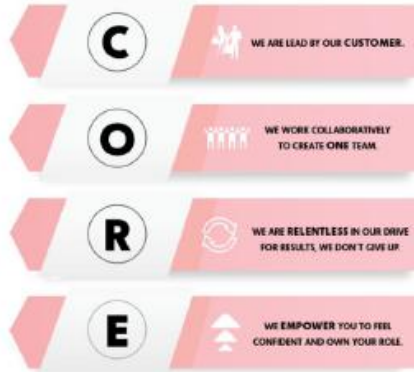 C
WE ARE LEAD BY OUR CUSTOMER.
O
WE WORK COLLABORATIVELY
TO CREATE ONE TEAM.
R
WE ARE RELENTLESS IN OUR DRIVE
FOR RESULTS, WE DON'T GIVE UP.
E
WE EMPOWER YOU TO FEEL
CONFIDENT AND OWN YOUR ROLE.